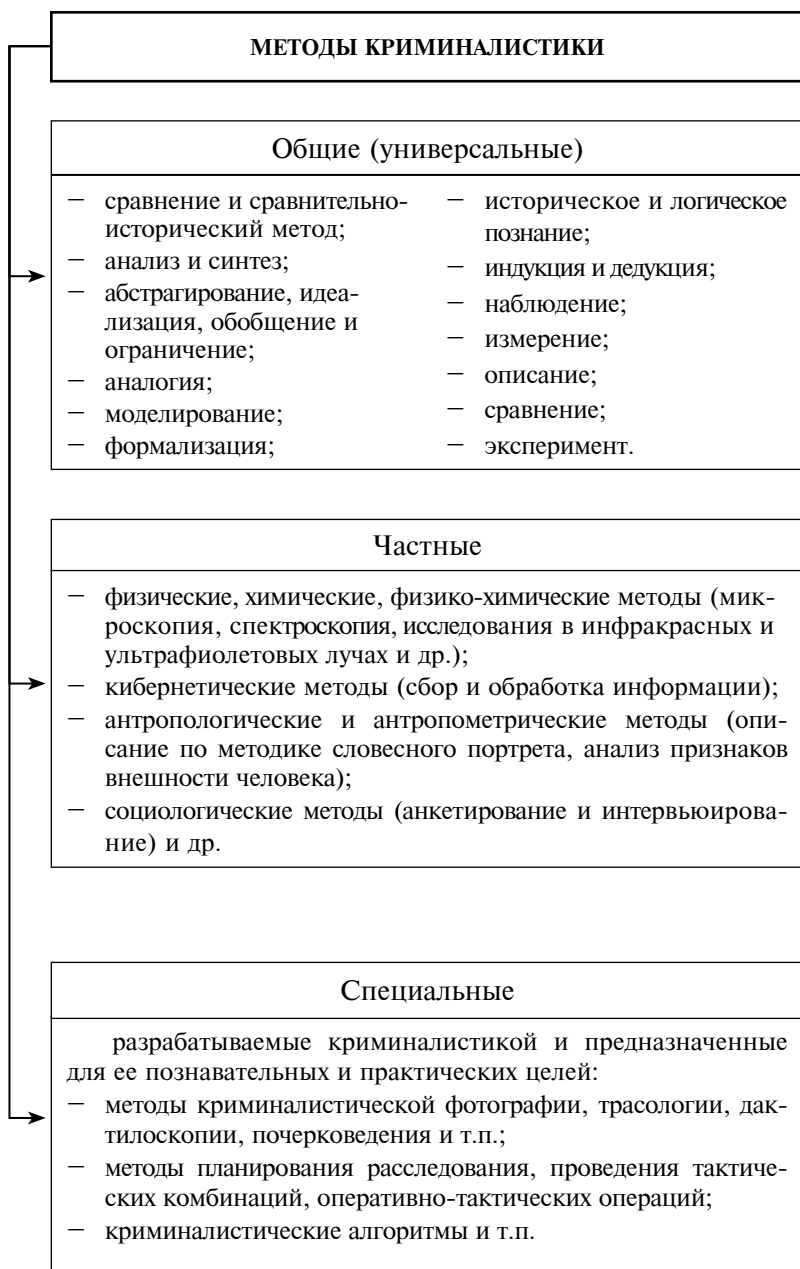 МЕТОДЫ КРИМИНАЛИСТИКИ
Общие (универсальные)
— сравнение и сравнительно-
исторический метод;
— анализ и синтез;
— абстрагирование, идеа-
лизация, обобщение и
ограничение;
— аналогия;
— моделирование;
— формализация;
— историческое и логическое
познание;
— индукция и дедукция;
— наблюдение;
— измерение;
— описание;
— сравнение;
— эксперимент.
Частные
— физические, химические, физико-химические методы (мик-
роскопия, спектроскопия, исследования в инфракрасных и
ультрафиолетовых лучах и др.);
— кибернетические методы (сбор и обработка информации);
— антропологические и антропометрические методы (опи-
сание по методике словесного портрета, анализ признаков
внешности человека);
— социологические методы (анкетирование и интервьюирова-
ние) и др.
Специальные
разрабатываемые криминалистикой и предназначенные
для ее познавательных и практических целей:
— методы криминалистической фотографии, трасологии, дак-
тилоскопии, почерковедения и т.п.;
— методы планирования расследования, проведения тактиче-
ских комбинаций, оперативно-тактических операций;
— криминалистические алгоритмы и т.п.